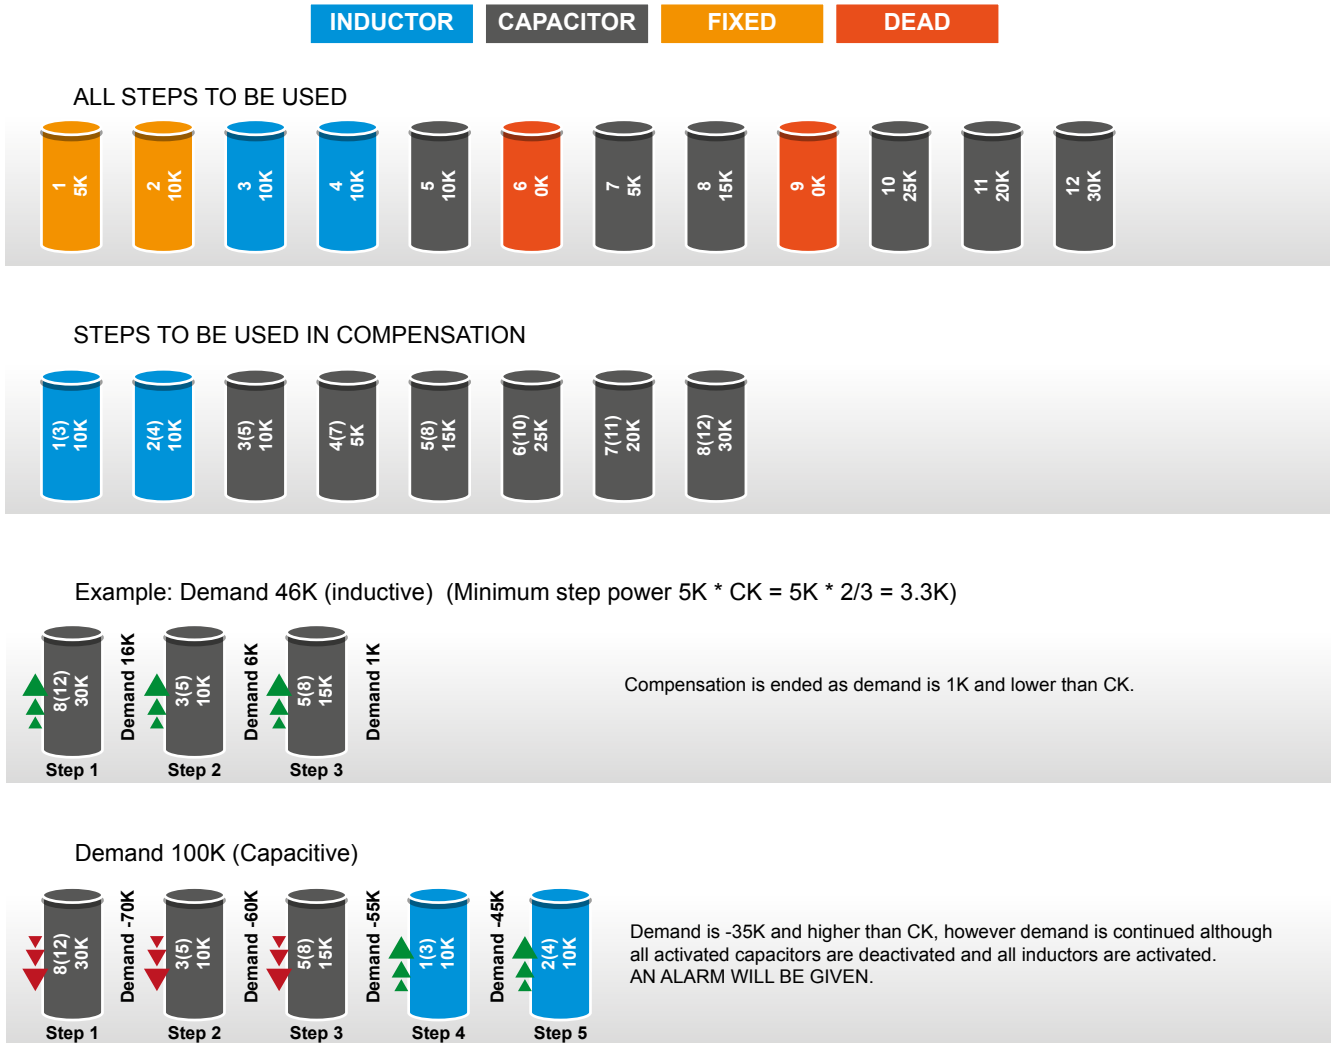 INDUCTOR CAPACITOR FIXED DEAD
ALL STEPS TO BE USED
1
5K
2
10K
3
10K
4
10K
5
10K
6
0K
7
5K
8
15K
9
0K
10
25K
11
20K
12
30K
STEPS TO BE USED IN COMPENSATION
1(3)
10K
2(4)
10K
3(5)
10K
4(7)
5K
5(8)
15K
6(10)
25K
7(11)
20K
8(12)
30K
Example: Demand 46K (inductive) (Minimum step power 5K * CK = 5K * 2/3 = 3.3K)
8(12)
30K
Demand 16K
3(5)
10K
Demand 6K
5(8)
15K
Demand 1K
Compensation is ended as demand is 1K and lower than CK.
Step 1 Step 2 Step 3
Demand 100K (Capacitive)
8(12)
30K
Demand -70K
3(5)
10K
Demand -60K
5(8)
15K
Demand -55K
1(3)
10K
Demand -45K
2(4)
10K
Demand is -35K and higher than CK, however demand is continued although
all activated capacitors are deactivated and all inductors are activated.
AN ALARM WILL BE GIVEN.
Step 1 Step 2 Step 3 Step 4 Step 5